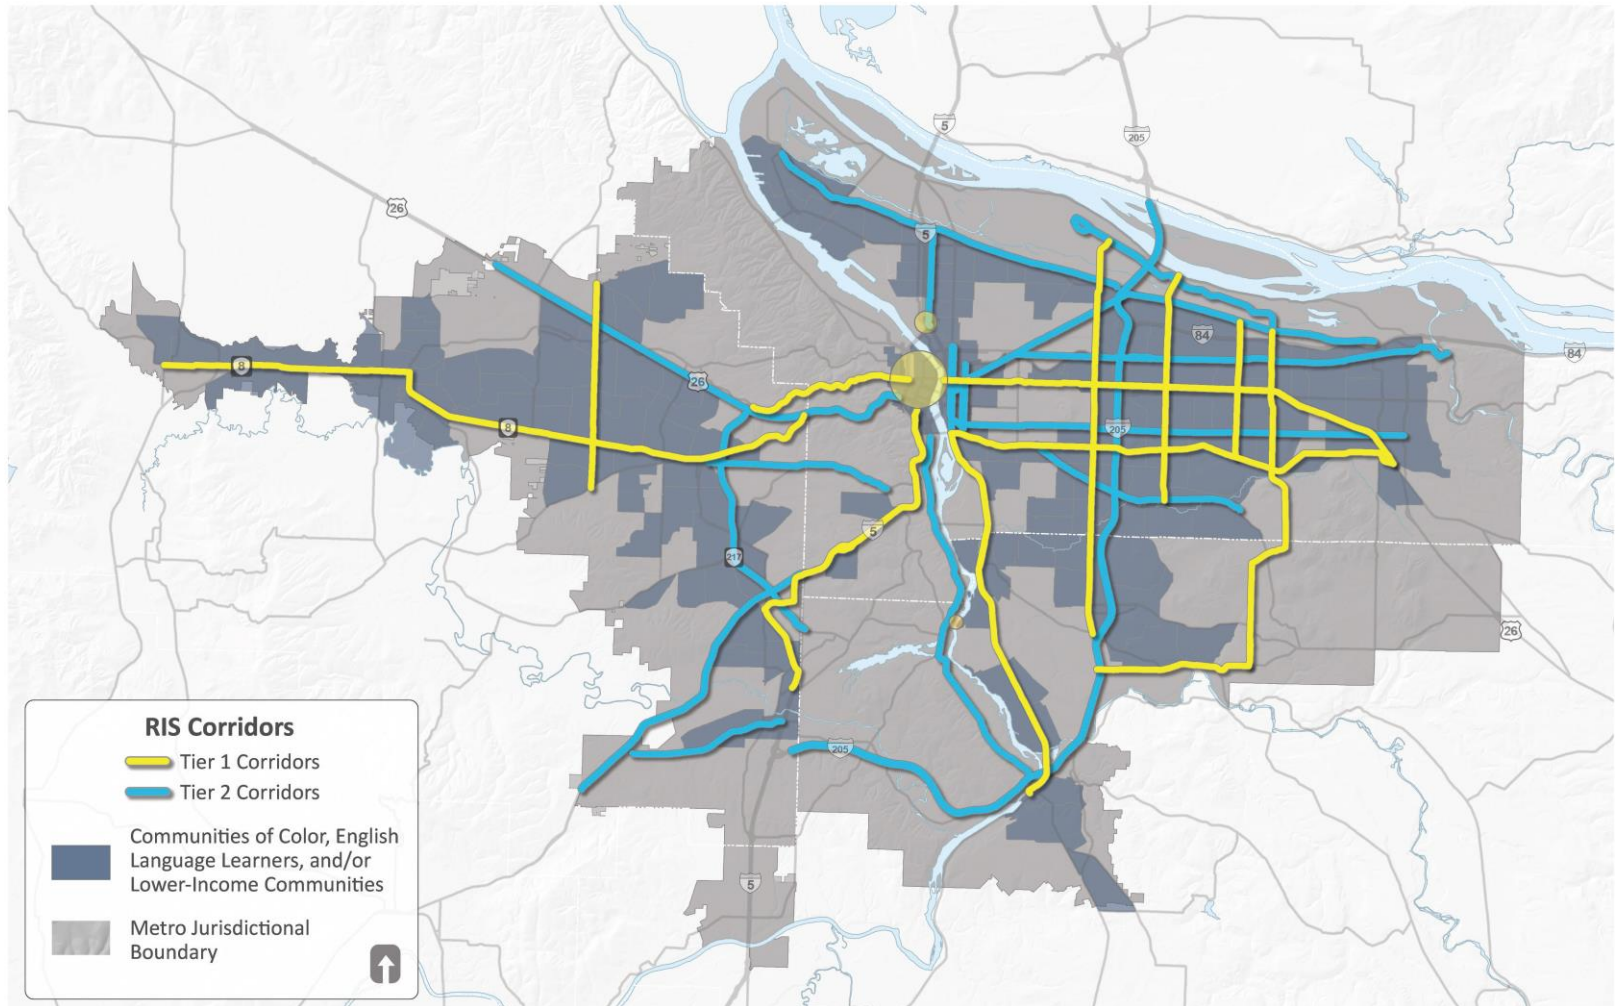 5
205
26
5
84
84
8
26
8
205
5
217
26
205
5
RIS Corridors
Tier 1 Corridors
Tier 2 Corridors
Communities of Color, English
Language Learners, and/or
Lower-Income Communities
Metro Jurisdictional
Boundary